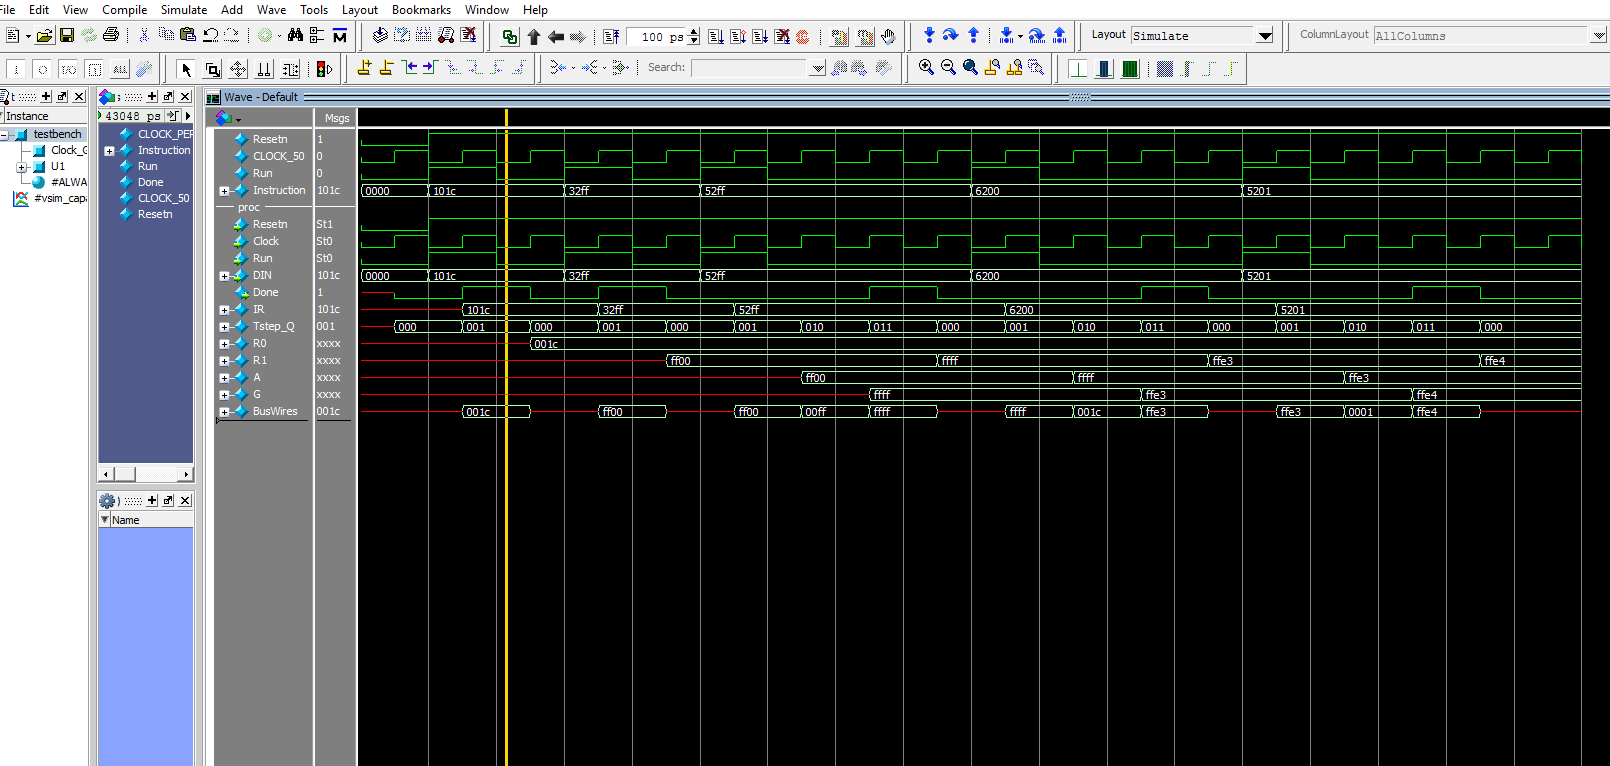 File Edit View Compile Simulate Add Wave Tools Layout Bookmarks Window Help
100 ps
Layout Simulate
ColumnLayout AllColumns
ALL
Search:
Instance
testbench
Clock_G
U1
#ALWA
#vsim_capa
43048 ps
CLOCK_PER
Instruction
Run
Done
CLOCK_50
Resetn
Name
Wave - Default
Msgs
Resetn 1
CLOCK_50 0
Run 0
Instruction 101c 0000 101c 32ff 52ff 6200 5201
proc
Resetn St1
Clock St0
Run St0
DIN 101c 0000 101c 32ff 52ff 6200 5201
Done 1
IR 101c 101c 32ff 52ff 6200 5201
Tstep_Q 001 000 001 000 001 000 001 010 011 000 001 010 011 000 001 010 011 000
R0 xxxx 001c
R1 xxxx ff00 ffff ffe3 ffe4
A xxxx ff00 ffff ffe3
G xxxx ffff ffe3 ffe4
BusWires 001c 001c ff00 ff00 00ff ffff ffff 001c ffe3 ffe3 0001 ffe4